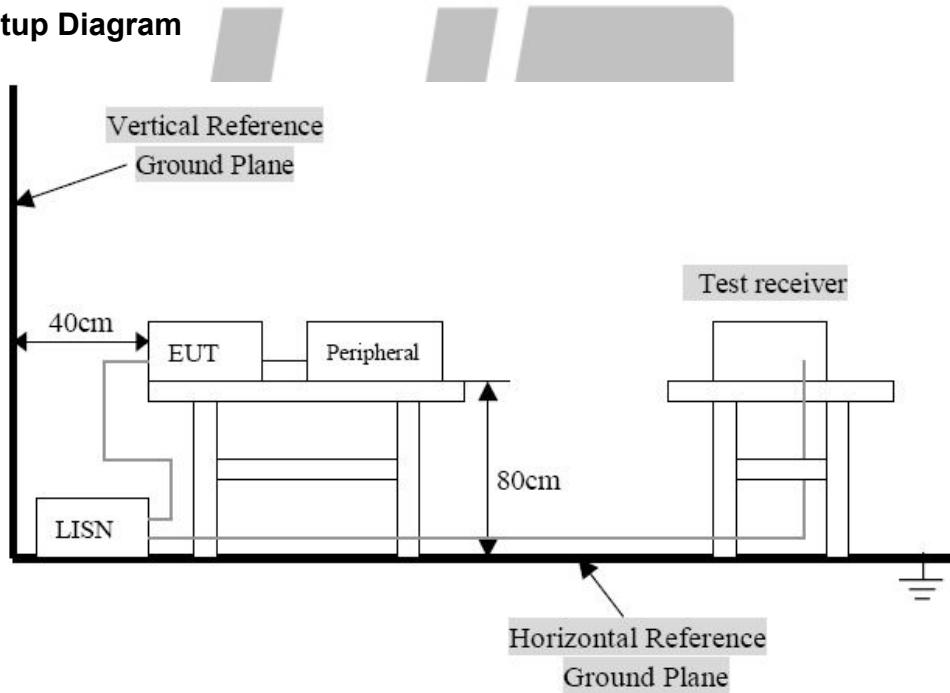 tup Diagram
Vertical Reference
Ground Plane
Test receiver
40cm
EUT
Peripheral
80cm
LISN
Horizontal Reference
Ground Plane